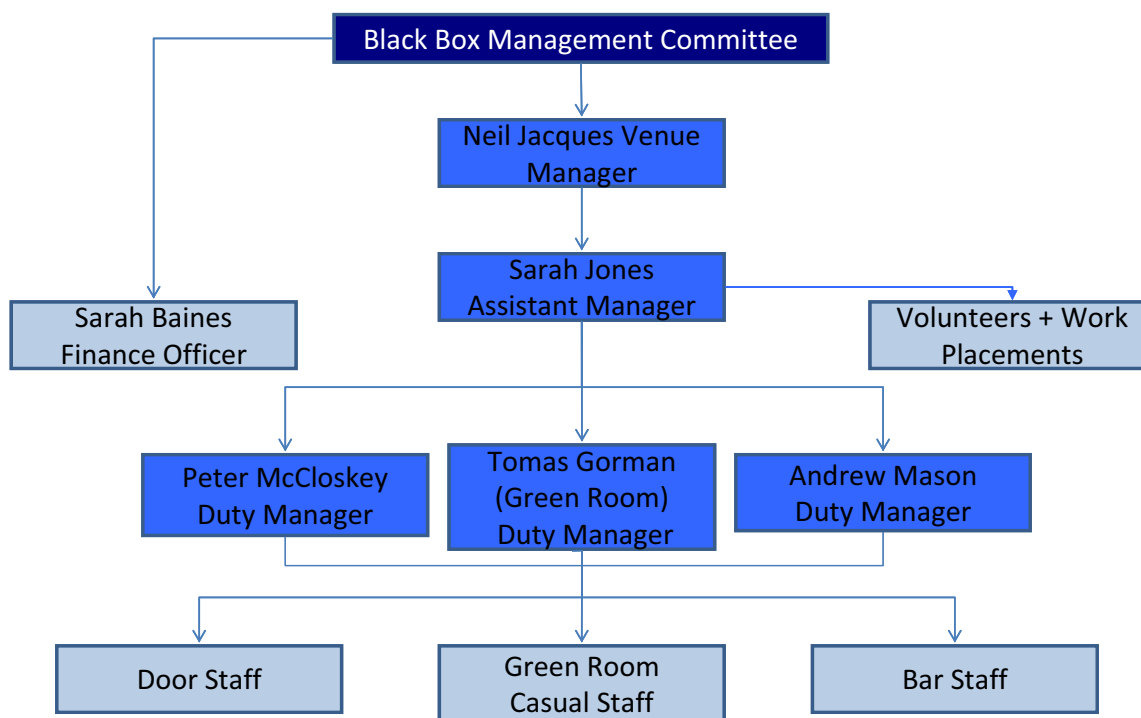 Black Box Management Committee
Neil Jacques Venue
Manager
Sarah Jones
Assistant Manager
Sarah Baines
Finance Officer
Volunteers + Work
Placements
Peter McCloskey
Duty Manager
Tomas Gorman
(Green Room)
Duty Manager
Andrew Mason
Duty Manager
Door Staff
Green Room
Casual Staff
Bar Staff